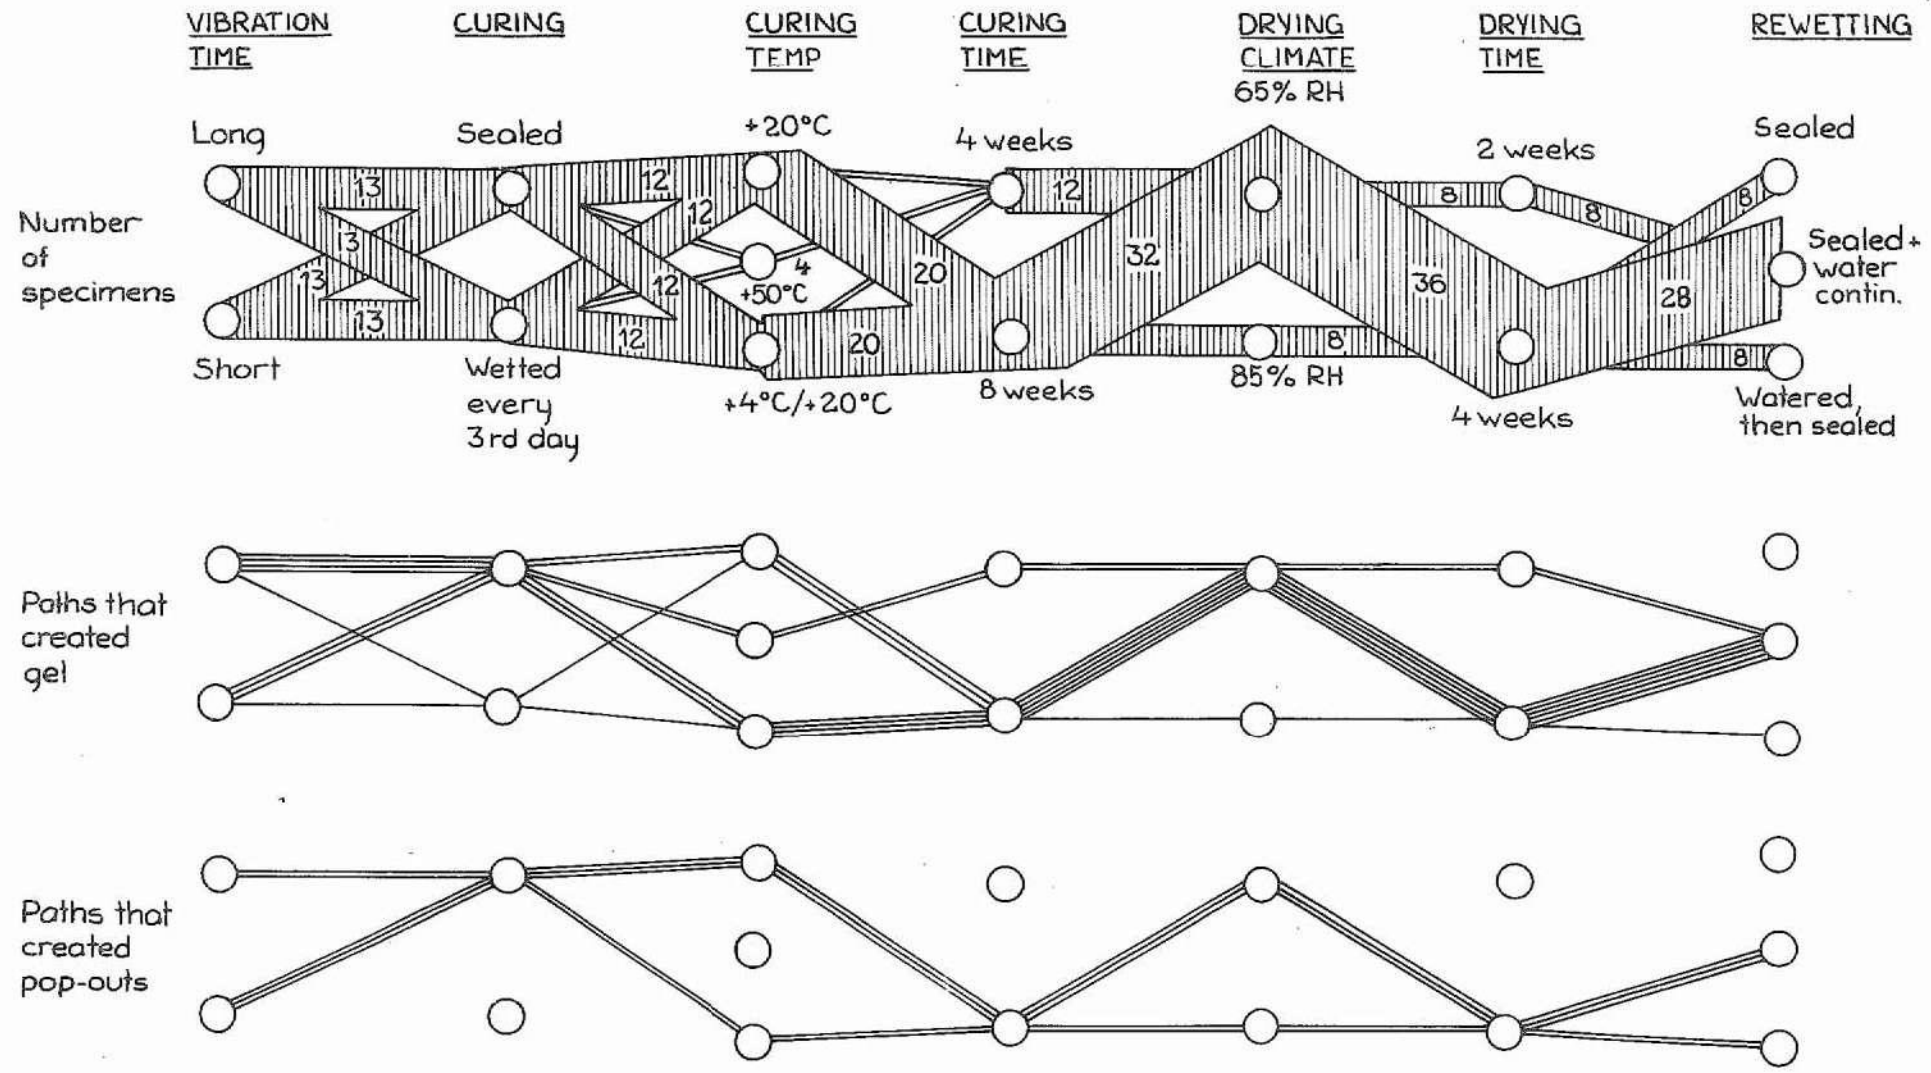 VIBRATION
TIME
CURING
CURING
TEMP
CURING
TIME
DRYING
CLIMATE
DRYING
TIME
REWETTING
65% RH
Long
Sealed
+20°C
4 weeks
2 weeks
Sealed
Number
of
specimens
13
3
13
13
12
12
12
12
4
+50°C
20
20
12
32
8
8
36
8
8
28
8
Sealed +
water
contin.
Short
Wetted
every
3rd day
+4°C/+20°C
8 weeks
85% RH
4 weeks
Watered,
then sealed
Paths that
created
gel
Paths that
created
pop-outs